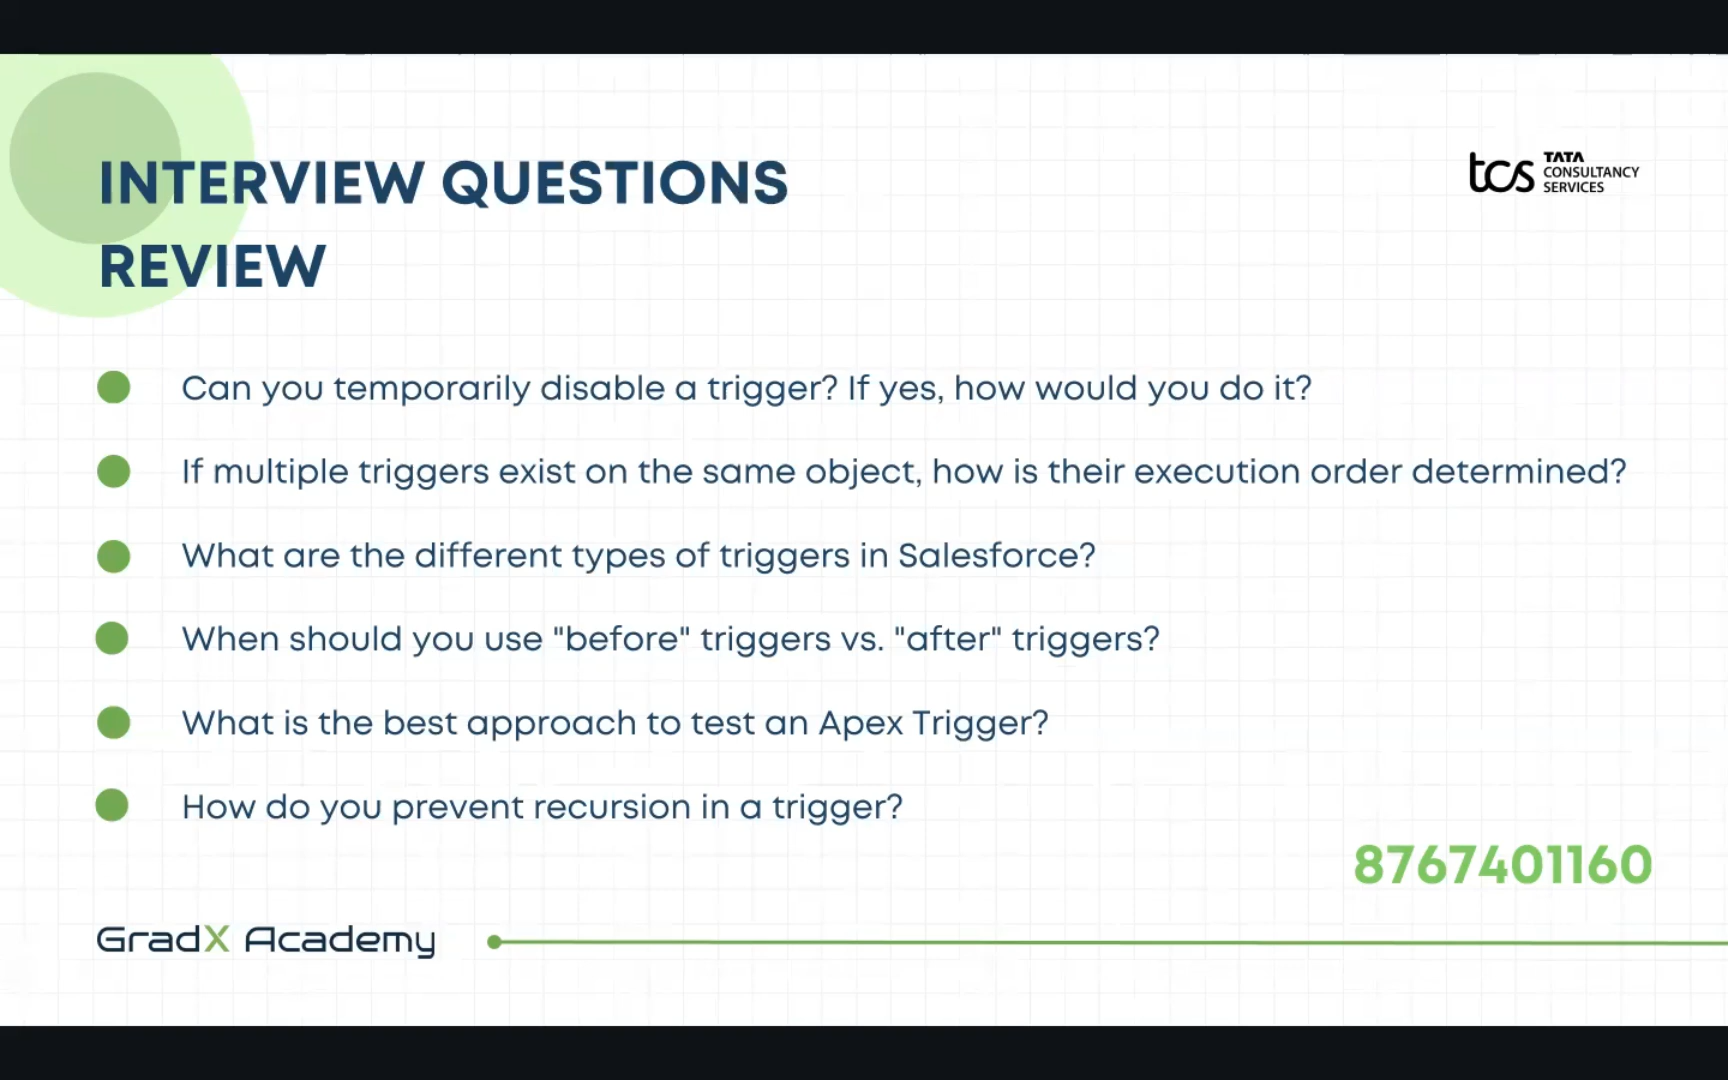 INTERVIEW QUESTIONS
REVIEW
tcs TATA
CONSULTANCY
SERVICES
Can you temporarily disable a trigger? If yes, how would you do it?
If multiple triggers exist on the same object, how is their execution order determined?
What are the different types of triggers in Salesforce?
When should you use "before" triggers vs. "after" triggers?
What is the best approach to test an Apex Trigger?
How do you prevent recursion in a trigger?
8767401160
GradX Academy